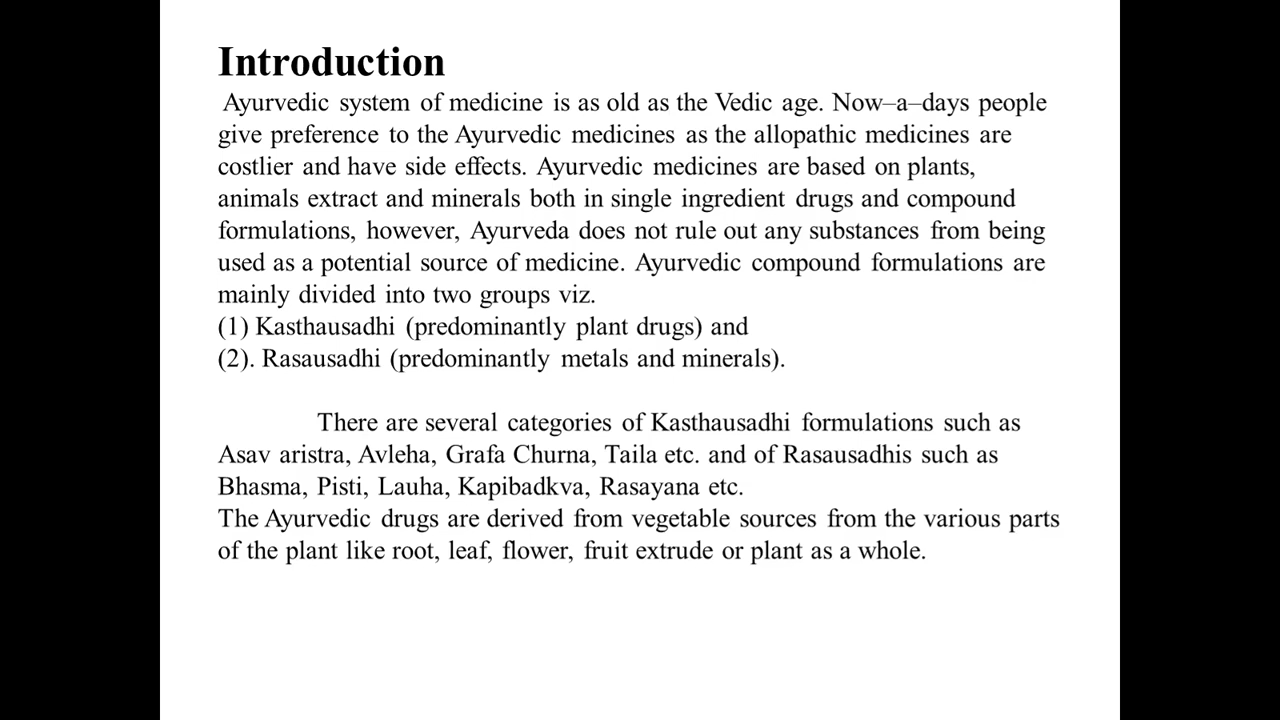 Introduction
Ayurvedic system of medicine is as old as the Vedic age. Now–a–days people
give preference to the Ayurvedic medicines as the allopathic medicines are
costlier and have side effects. Ayurvedic medicines are based on plants,
animals extract and minerals both in single ingredient drugs and compound
formulations, however, Ayurveda does not rule out any substances from being
used as a potential source of medicine. Ayurvedic compound formulations are
mainly divided into two groups viz.
(1) Kasthausadhi (predominantly plant drugs) and
(2). Rasausadhi (predominantly metals and minerals).
There are several categories of Kasthausadhi formulations such as
Asav aristra, Avleha, Grafa Churna, Taila etc. and of Rasausadhis such as
Bhasma, Pisti, Lauha, Kapibadkva, Rasayana etc.
The Ayurvedic drugs are derived from vegetable sources from the various parts
of the plant like root, leaf, flower, fruit extrude or plant as a whole.